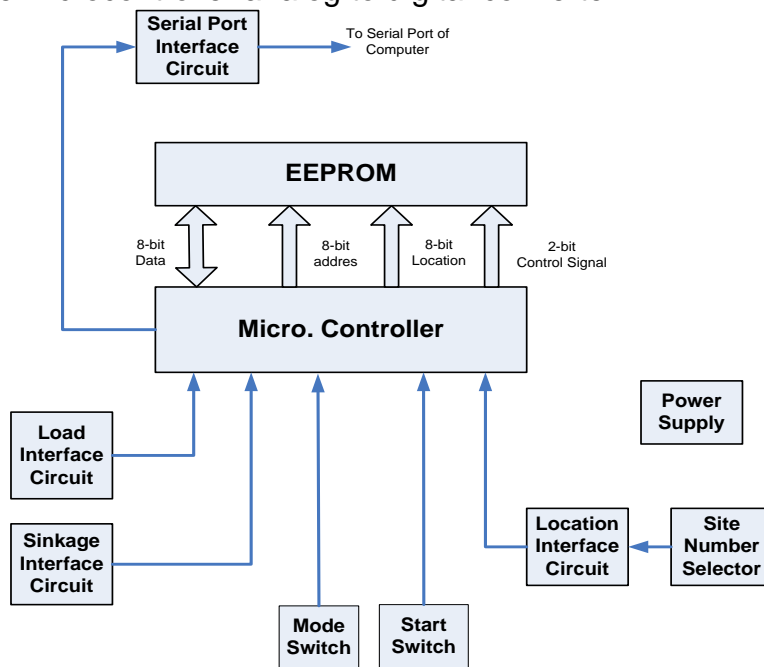 Serial Port
Interface
Circuit
To Serial Port of
Computer
EEPROM
8-bit
Data
8-bit
addres
8-bit
Location
2-bit
Control Signal
Micro. Controller
Power
Supply
Load
Interface
Circuit
Sinkage
Interface
Circuit
Location
Interface
Circuit
Site
Number
Selector
Mode
Switch
Start
Switch